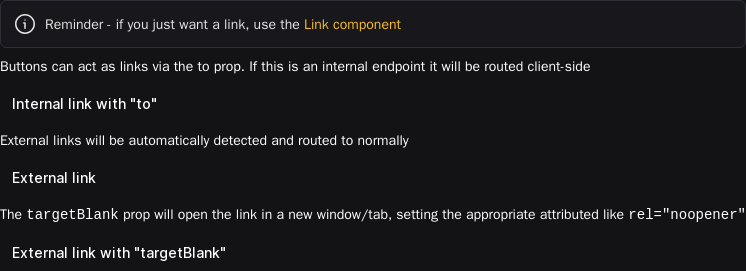 Reminder - if you just want a link, use the Link component
Buttons can act as links via the to prop. If this is an internal endpoint it will be routed client-side
Internal link with "to"
External links will be automatically detected and routed to normally
External link
The targetBlank prop will open the link in a new window/tab, setting the appropriate attributed like rel="noopener"
External link with "targetBlank"